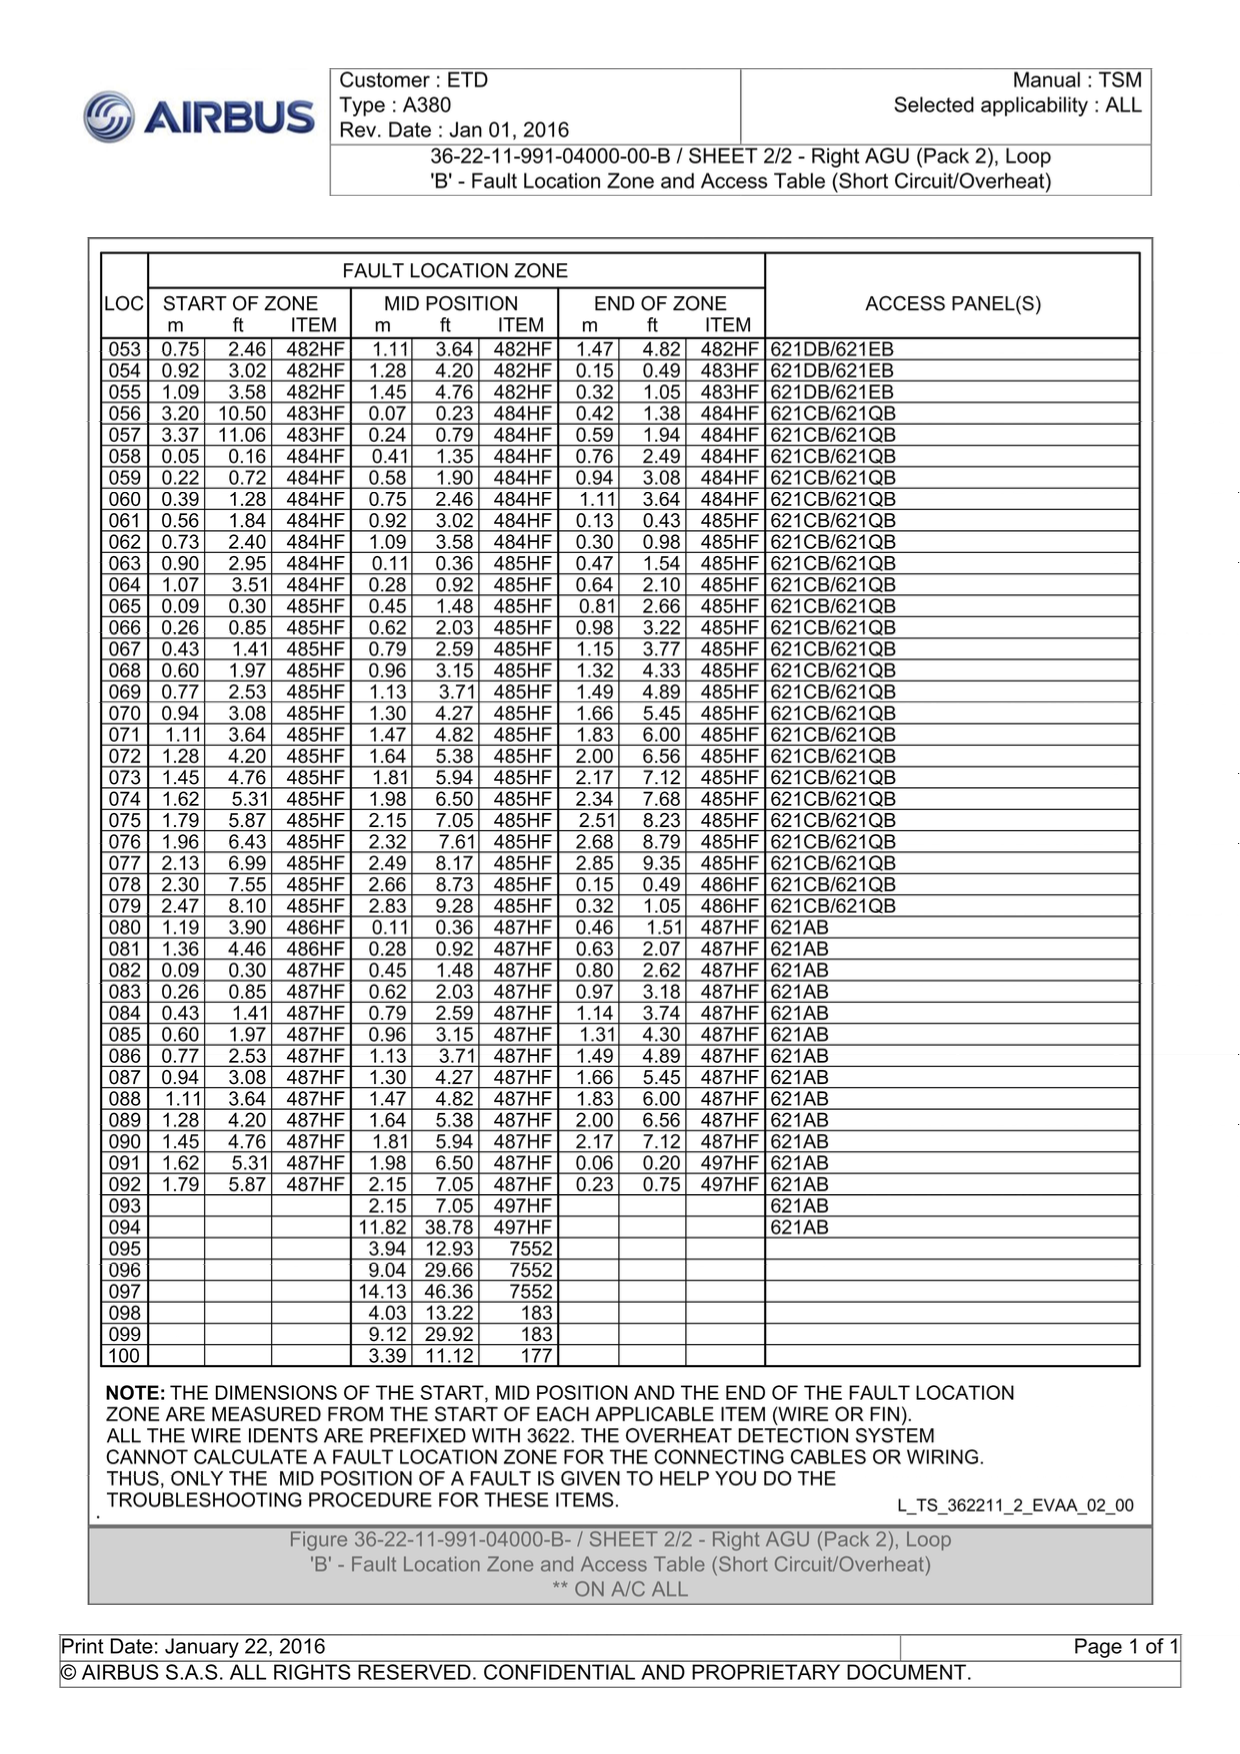 AIRBUS
Customer : ETD
Type : A380
Rev. Date : Jan 01, 2016
Manual : TSM
Selected applicability : ALL
36-22-11-991-04000-00-B / SHEET 2/2 - Right AGU (Pack 2), Loop
'B' - Fault Location Zone and Access Table (Short Circuit/Overheat)
FAULT LOCATION ZONE
LOC START OF ZONE MID POSITION END OF ZONE ACCESS PANEL(S)
m ft ITEM m ft ITEM m ft ITEM
053 0.75 2.46 482HF 1.11 3.64 482HF 1.47 4.82 482HF 621DB/621EB
054 0.92 3.02 482HF 1.28 4.20 482HF 0.15 0.49 483HF 621DB/621EB
055 1.09 3.58 482HF 1.45 4.76 482HF 0.32 1.05 483HF 621DB/621EB
056 3.20 10.50 483HF 0.07 0.23 484HF 0.42 1.38 484HF 621CB/621QB
057 3.37 11.06 483HF 0.24 0.79 484HF 0.59 1.94 484HF 621CB/621QB
058 0.05 0.16 484HF 0.41 1.35 484HF 0.76 2.49 484HF 621CB/621QB
059 0.22 0.72 484HF 0.58 1.90 484HF 0.94 3.08 484HF 621CB/621QB
060 0.39 1.28 484HF 0.75 2.46 484HF 1.11 3.64 484HF 621CB/621QB
061 0.56 1.84 484HF 0.92 3.02 484HF 0.13 0.43 485HF 621CB/621QB
062 0.73 2.40 484HF 1.09 3.58 484HF 0.30 0.98 485HF 621CB/621QB
063 0.90 2.95 484HF 0.11 0.36 485HF 0.47 1.54 485HF 621CB/621QB
064 1.07 3.51 484HF 0.28 0.92 485HF 0.64 2.10 485HF 621CB/621QB
065 0.09 0.30 485HF 0.45 1.48 485HF 0.81 2.66 485HF 621CB/621QB
066 0.26 0.85 485HF 0.62 2.03 485HF 0.98 3.22 485HF 621CB/621QB
067 0.43 1.41 485HF 0.79 2.59 485HF 1.15 3.77 485HF 621CB/621QB
068 0.60 1.97 485HF 0.96 3.15 485HF 1.32 4.33 485HF 621CB/621QB
069 0.77 2.53 485HF 1.13 3.71 485HF 1.49 4.89 485HF 621CB/621QB
070 0.94 3.08 485HF 1.30 4.27 485HF 1.66 5.45 485HF 621CB/621QB
071 1.11 3.64 485HF 1.47 4.82 485HF 1.83 6.00 485HF 621CB/621QB
072 1.28 4.20 485HF 1.64 5.38 485HF 2.00 6.56 485HF 621CB/621QB
073 1.45 4.76 485HF 1.81 5.94 485HF 2.17 7.12 485HF 621CB/621QB
074 1.62 5.31 485HF 1.98 6.50 485HF 2.34 7.68 485HF 621CB/621QB
075 1.79 5.87 485HF 2.15 7.05 485HF 2.51 8.23 485HF 621CB/621QB
076 1.96 6.43 485HF 2.32 7.61 485HF 2.68 8.79 485HF 621CB/621QB
077 2.13 6.99 485HF 2.49 8.17 485HF 2.85 9.35 485HF 621CB/621QB
078 2.30 7.55 485HF 2.66 8.73 485HF 0.15 0.49 486HF 621CB/621QB
079 2.47 8.10 485HF 2.83 9.28 485HF 0.32 1.05 486HF 621CB/621QB
080 1.19 3.90 486HF 0.11 0.36 487HF 0.46 1.51 487HF 621AB
081 1.36 4.46 486HF 0.28 0.92 487HF 0.63 2.07 487HF 621AB
082 0.09 0.30 487HF 0.45 1.48 487HF 0.80 2.62 487HF 621AB
083 0.26 0.85 487HF 0.62 2.03 487HF 0.97 3.18 487HF 621AB
084 0.43 1.41 487HF 0.79 2.59 487HF 1.14 3.74 487HF 621AB
085 0.60 1.97 487HF 0.96 3.15 487HF 1.31 4.30 487HF 621AB
086 0.77 2.53 487HF 1.13 3.71 487HF 1.49 4.89 487HF 621AB
087 0.94 3.08 487HF 1.30 4.27 487HF 1.66 5.45 487HF 621AB
088 1.11 3.64 487HF 1.47 4.82 487HF 1.83 6.00 487HF 621AB
089 1.28 4.20 487HF 1.64 5.38 487HF 2.00 6.56 487HF 621AB
090 1.45 4.76 487HF 1.81 5.94 487HF 2.17 7.12 487HF 621AB
091 1.62 5.31 487HF 1.98 6.50 487HF 0.06 0.20 497HF 621AB
092 1.79 5.87 487HF 2.15 7.05 487HF 0.23 0.75 497HF 621AB
093 2.15 7.05 497HF 621AB
094 11.82 38.78 497HF 621AB
095 3.94 12.93 7552
096 9.04 29.66 7552
097 14.13 46.36 7552
098 4.03 13.22 183
099 9.12 29.92 183
100 3.39 11.12 177
NOTE: THE DIMENSIONS OF THE START, MID POSITION AND THE END OF THE FAULT LOCATION
ZONE ARE MEASURED FROM THE START OF EACH APPLICABLE ITEM (WIRE OR FIN).
ALL THE WIRE IDENTS ARE PREFIXED WITH 3622. THE OVERHEAT DETECTION SYSTEM
CANNOT CALCULATE A FAULT LOCATION ZONE FOR THE CONNECTING CABLES OR WIRING.
THUS, ONLY THE MID POSITION OF A FAULT IS GIVEN TO HELP YOU DO THE
TROUBLESHOOTING PROCEDURE FOR THESE ITEMS.
L_TS_362211_2_EVAA_02_00
Figure 36-22-11-991-04000-B- / SHEET 2/2 - Right AGU (Pack 2), Loop
'B' - Fault Location Zone and Access Table (Short Circuit/Overheat)
** ON A/C ALL
Print Date: January 22, 2016
Page 1 of 1
© AIRBUS S.A.S. ALL RIGHTS RESERVED. CONFIDENTIAL AND PROPRIETARY DOCUMENT.